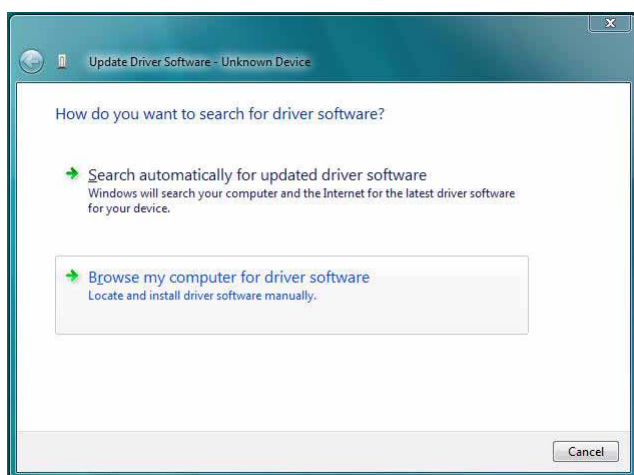 x
Update Driver Software - Unknown Device
How do you want to search for driver software?
Search automatically for updated driver software
Windows will search your computer and the Internet for the latest driver software
for your device.
Browse my computer for driver software
Locate and install driver software manually.
Cancel